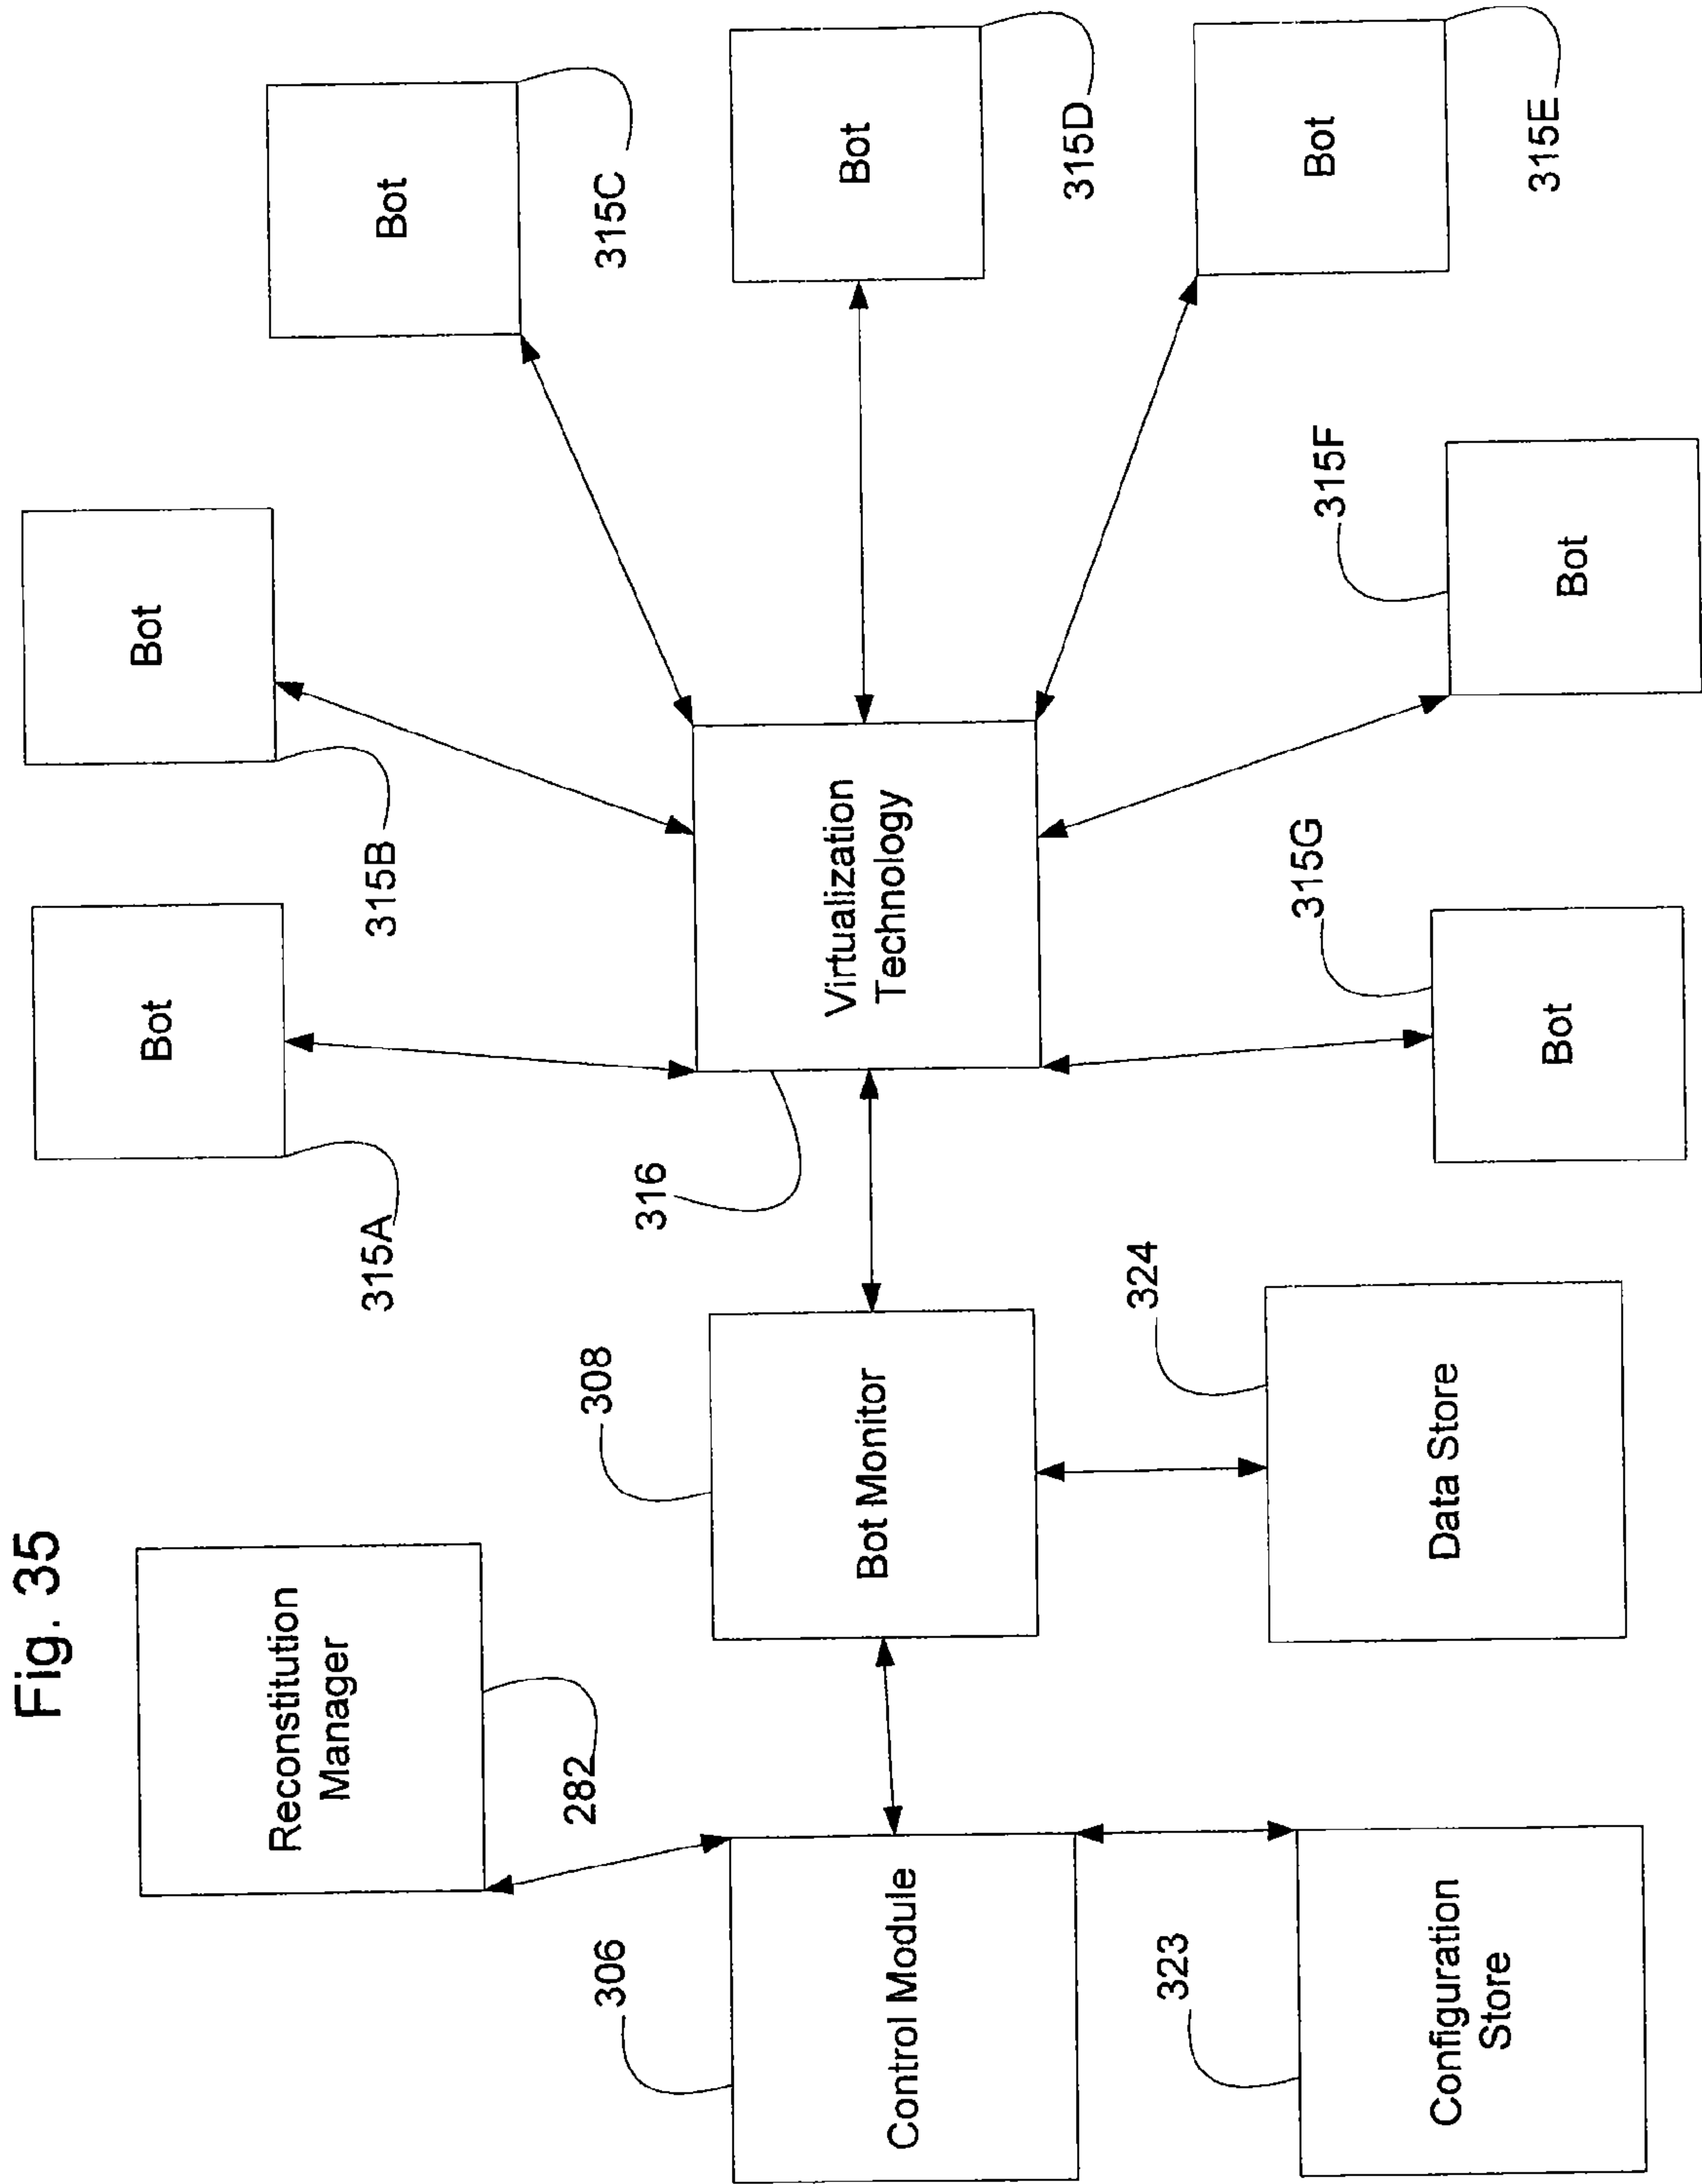 Fig. 35
Reconstitution
Manager
282
306
Control Module
323
Configuration
Store
308
Bot Monitor
324
Data Store
316
Virtualization
Technology
Bot
315A
Bot
315B
Bot
315C
Bot
315D
Bot
315E
315F
Bot
315G
Bot